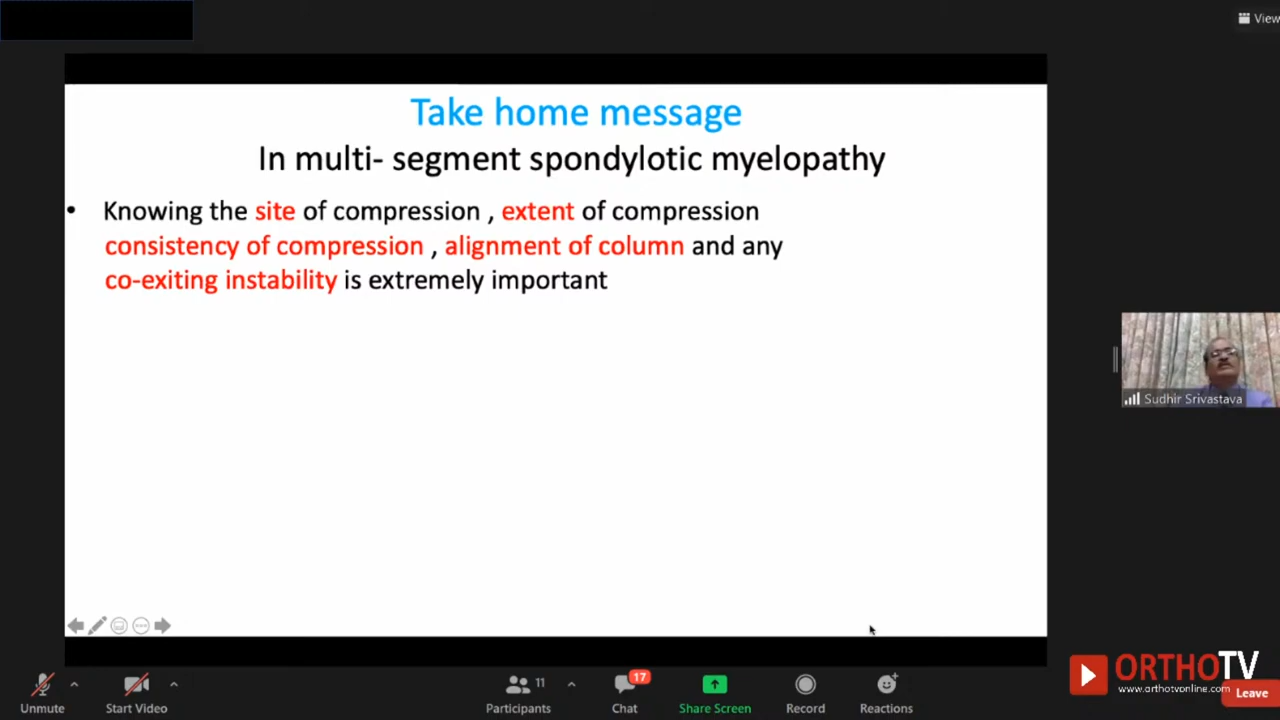 View
Take home message
In multi- segment spondylotic myelopathy
• Knowing the site of compression , extent of compression
consistency of compression , alignment of column and any
co-exiting instability is extremely important
Sudhir Srivastava
ORTHOTV
www.orthotvonline.com
Leave
17
11
Unmute
Start Video
Participants
Chat
Share Screen
Record
Reactions